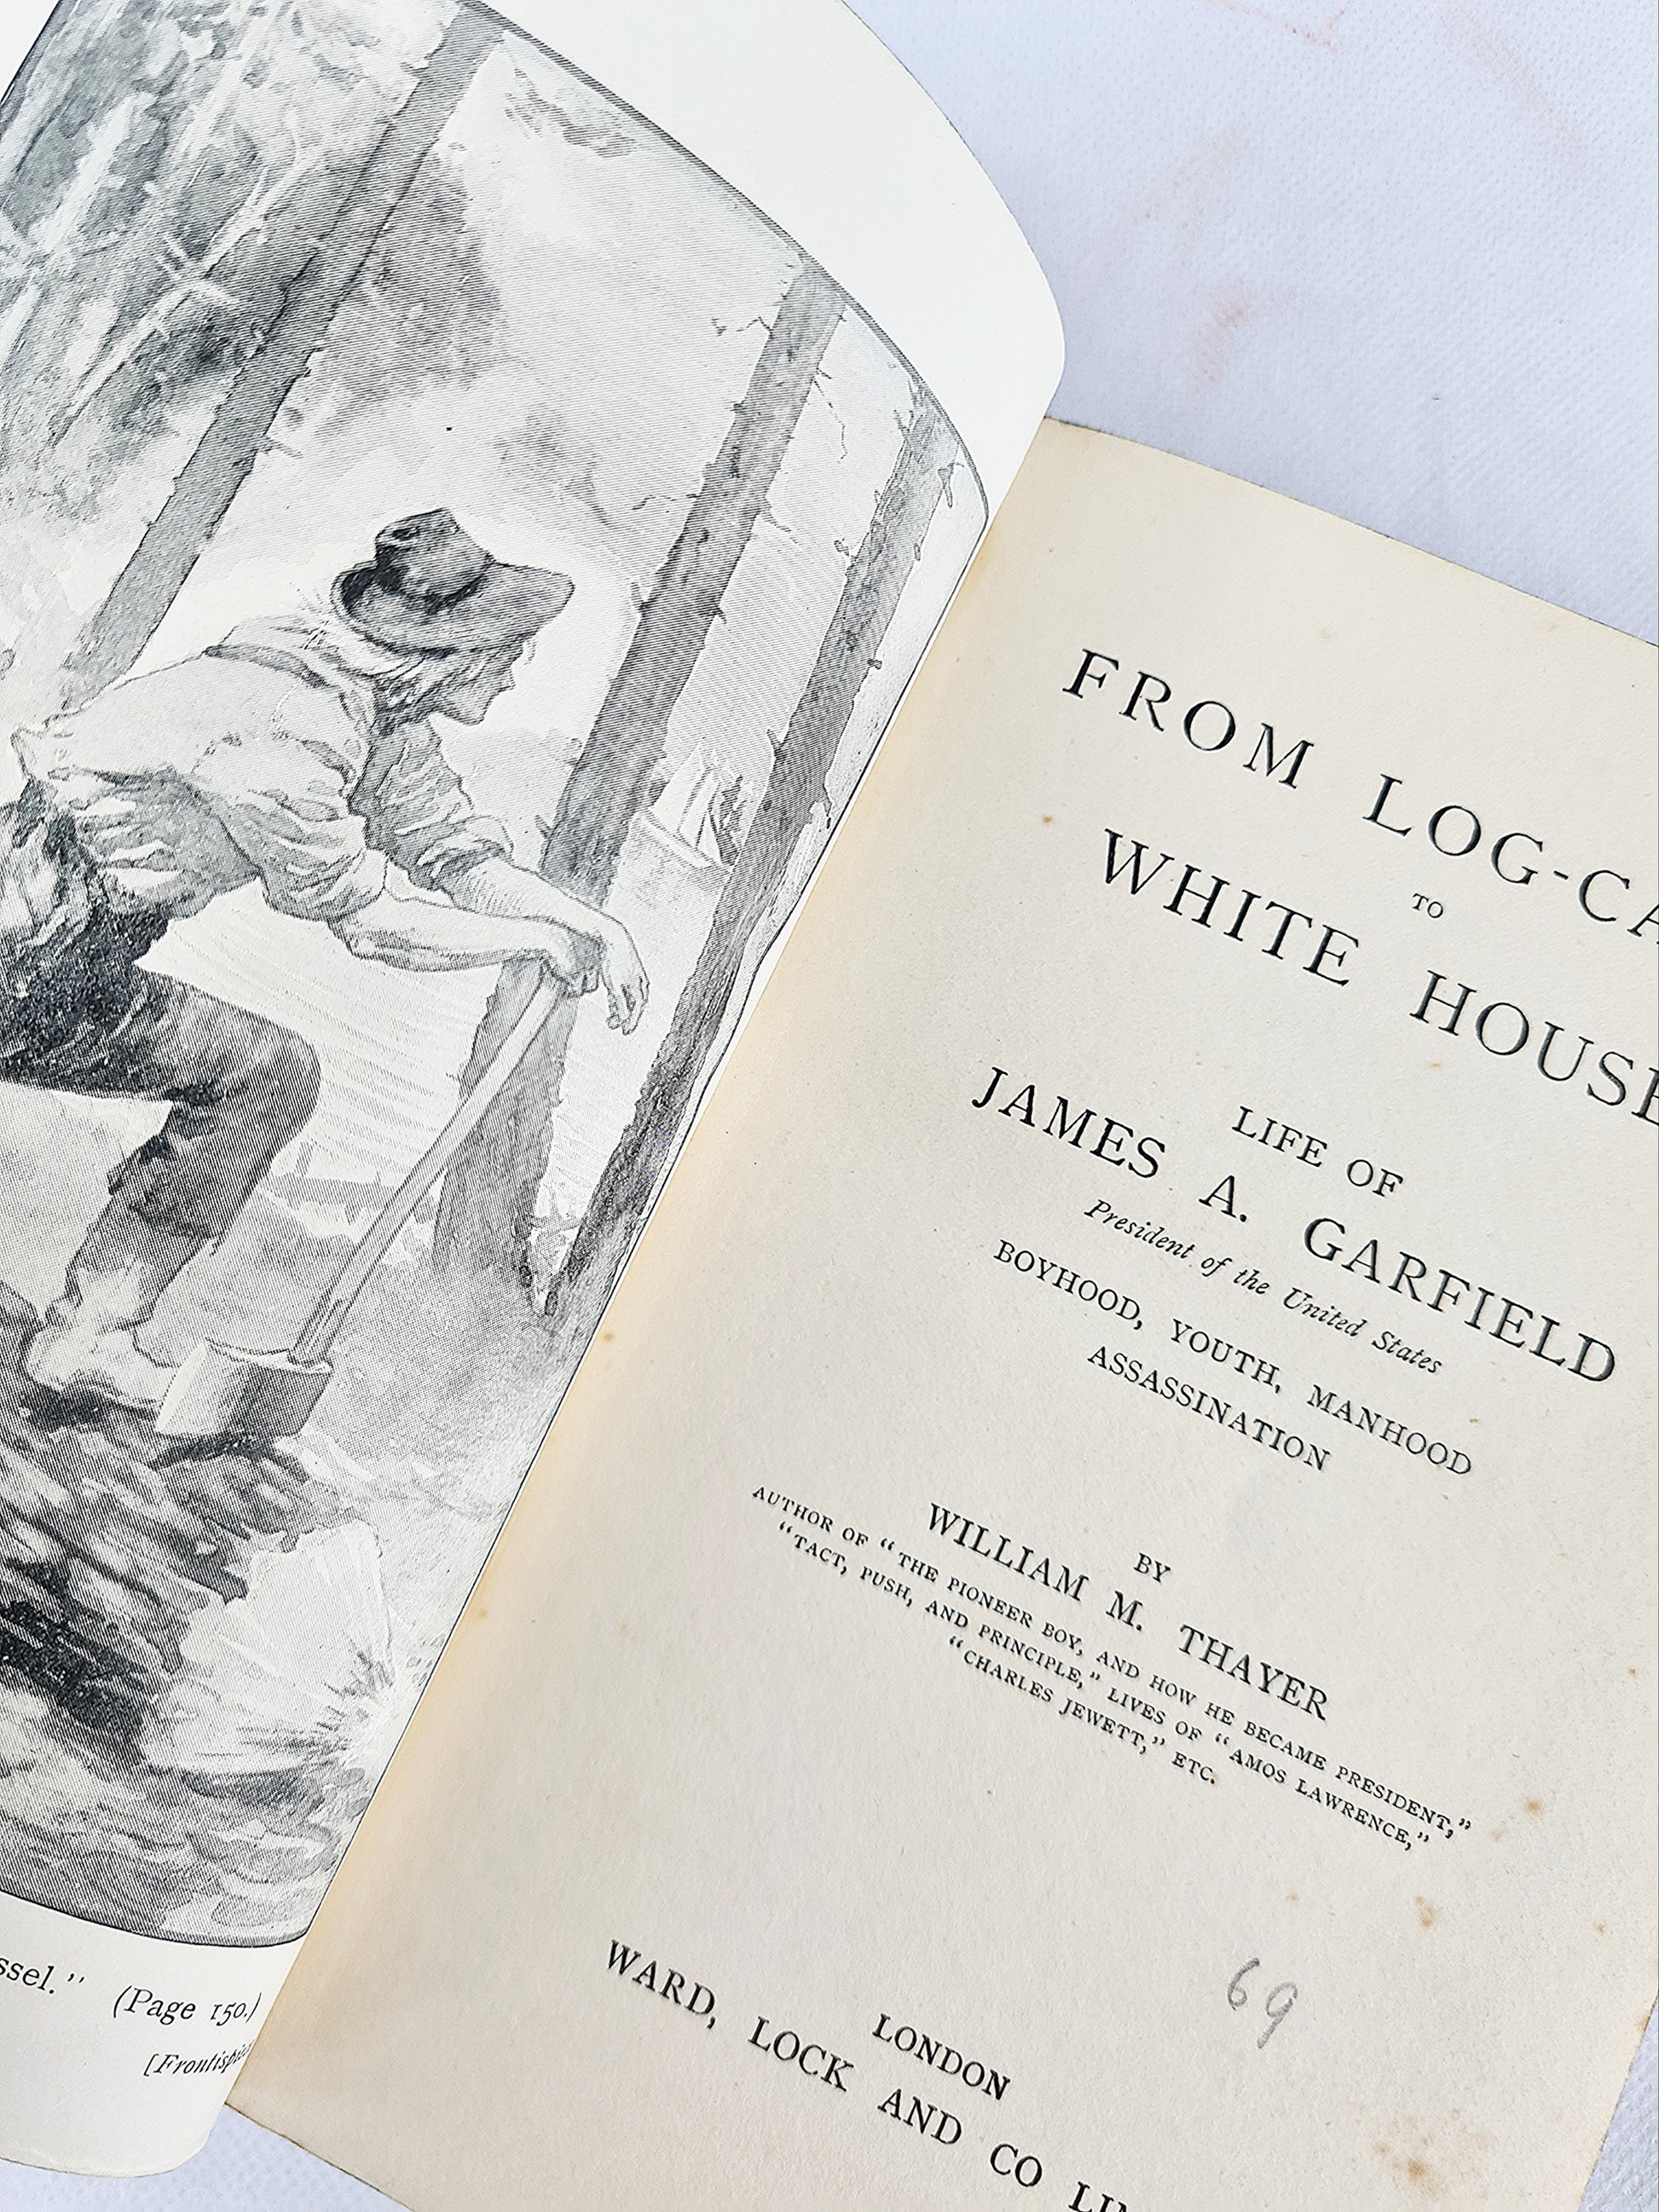 ssel." (Page 150.)
[Frontispie
FROM LOG-CA
TO
WHITE HOUSE
LIFE OF
JAMES A. GARFIELD
President of the United States
BOYHOOD, YOUTH, MANHOOD
ASSASSINATION
BY
WILLIAM M. THAYER
AUTHOR OF "THE PIONEER BOY, AND HOW HE BECAME PRESIDENT,"
"TACT, PUSH, AND PRINCIPLE," LIVES OF "AMOS LAWRENCE,"
"CHARLES JEWETT," ETC.
69
LONDON
WARD, LOCK AND CO LIM